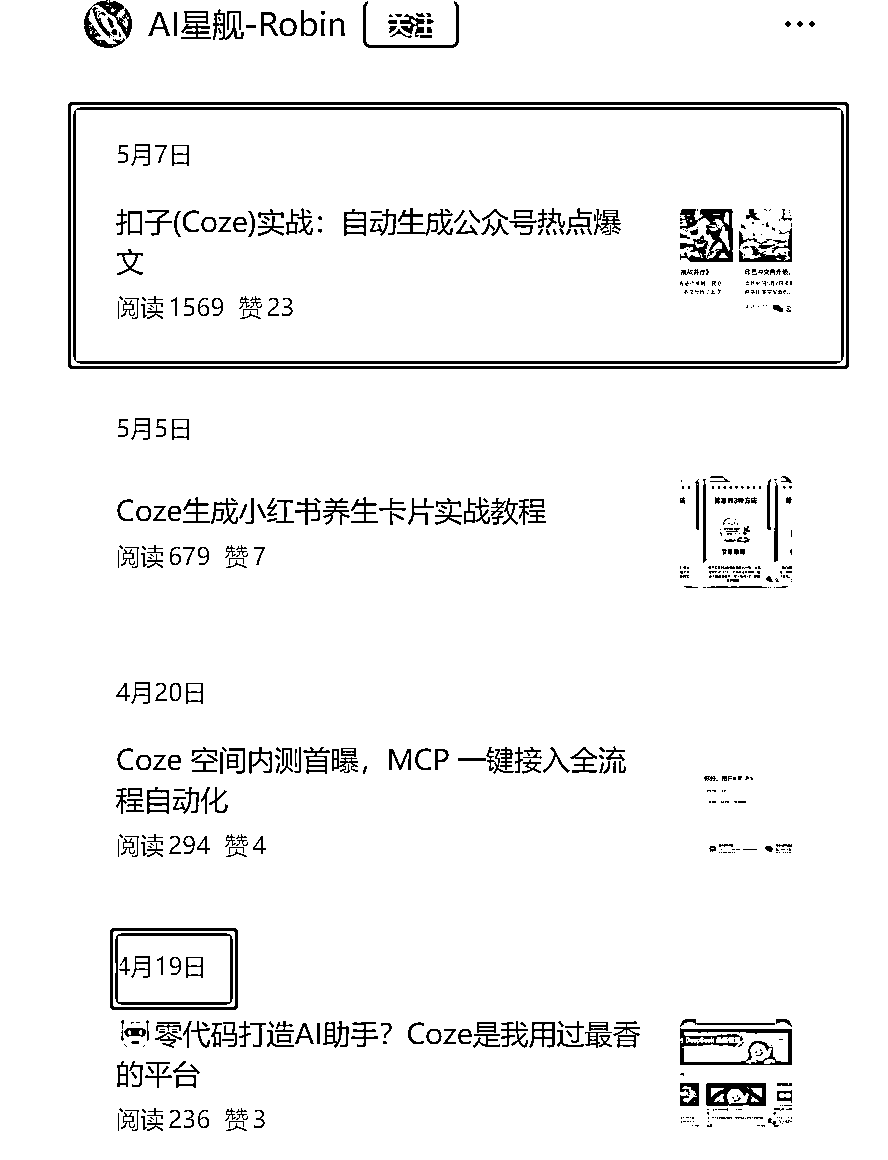 AI星舰-Robin 关注
5月7日
扣子(Coze)实战：自动生成公众号热点爆
文
阅读 1569 赞 23
5月5日
Coze生成小红书养生卡片实战教程
阅读 679 赞 7
4月20日
Coze 空间内测首曝，MCP 一键接入全流
程自动化
阅读 294 赞 4
4月19日
零代码打造AI助手？Coze是我用过最香
的平台
阅读 236 赞 3